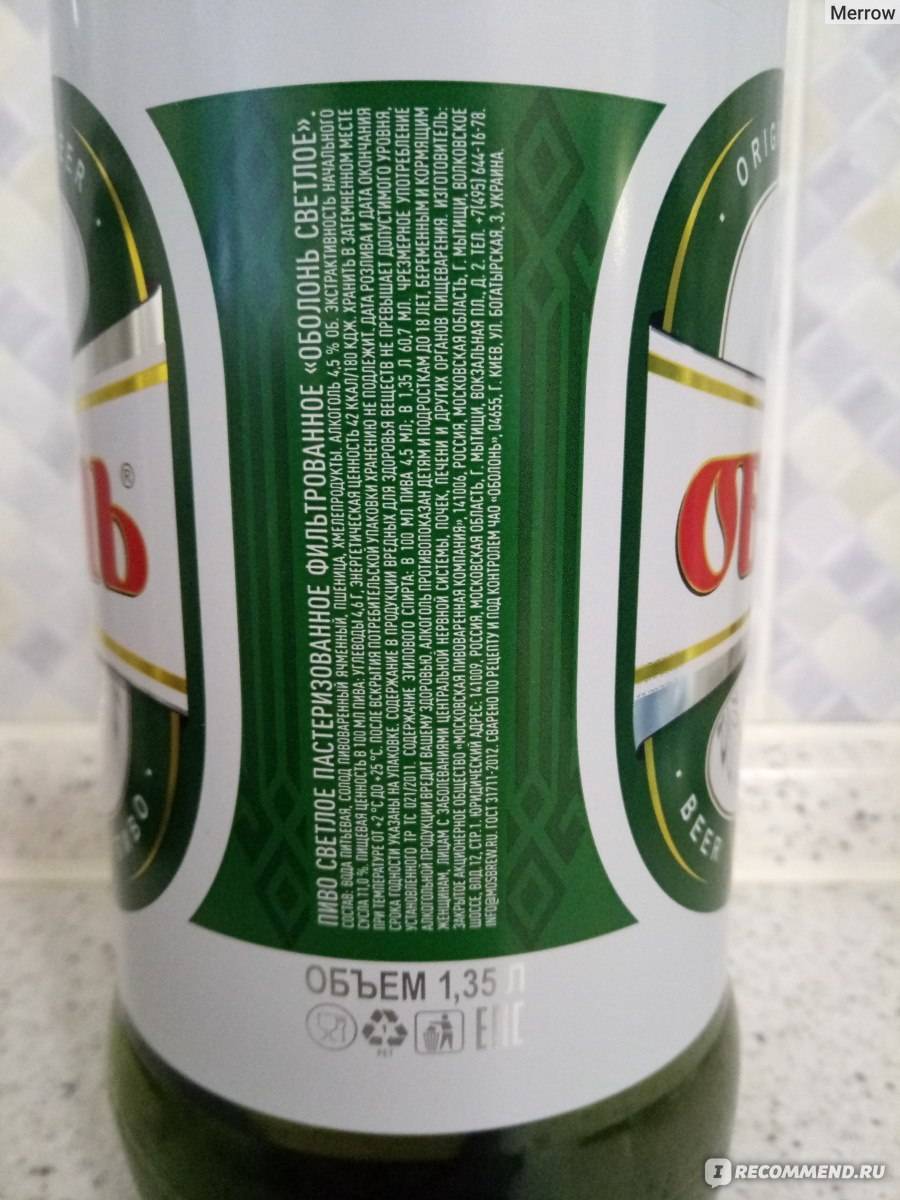 Merrow
ПИВО СВЕТЛОЕ ПАСТЕРИЗОВАННОЕ ФИЛЬТРОВАННОЕ «ОБОЛОНЬ СВЕТЛОЕ».
СОСТАВ: ВОДА ПИТЬЕВАЯ, СОЛОД ПИВОВАРЕННЫЙ ЯЧМЕННЫЙ, ПШЕНИЦА, ХМЕЛЕПРОДУКТЫ. АЛКОГОЛЬ 4,5 % ОБ. ЭКСТРАКТИВНОСТЬ НАЧАЛЬНОГО
СУСЛА 11,0 %. ПИЩЕВАЯ ЦЕННОСТЬ В 100 МЛ ПИВА: УГЛЕВОДЫ 4,6 Г, ЭНЕРГЕТИЧЕСКАЯ ЦЕННОСТЬ 42 ККАЛ/180 КДЖ. ХРАНИТЬ В ЗАТЕМНЕННОМ МЕСТЕ
ПРИ ТЕМПЕРАТУРЕ ОТ +2 °С ДО +25 °С. ПОСЛЕ ВСКРЫТИЯ ПОТРЕБИТЕЛЬСКОЙ УПАКОВКИ ХРАНЕНИЮ НЕ ПОДЛЕЖИТ. ДАТА РОЗЛИВА И ДАТА ОКОНЧАНИЯ
СРОКА ГОДНОСТИ УКАЗАНЫ НА УПАКОВКЕ. СОДЕРЖАНИЕ В ПРОДУКЦИИ ВРЕДНЫХ ДЛЯ ЗДОРОВЬЯ ВЕЩЕСТВ НЕ ПРЕВЫШАЕТ ДОПУСТИМОГО УРОВНЯ,
УСТАНОВЛЕННОГО ТР ТС 021/2011. СОДЕРЖАНИЕ ЭТИЛОВОГО СПИРТА: В 100 МЛ ПИВА 4,5 МЛ; В 1,35 Л 60,7 МЛ. ЧРЕЗМЕРНОЕ УПОТРЕБЛЕНИЕ
АЛКОГОЛЬНОЙ ПРОДУКЦИИ ВРЕДИТ ВАШЕМУ ЗДОРОВЬЮ. АЛКОГОЛЬ ПРОТИВОПОКАЗАН ДЕТЯМ И ПОДРОСТКАМ ДО 18 ЛЕТ, БЕРЕМЕННЫМ И КОРМЯЩИМ
ЖЕНЩИНАМ, ЛИЦАМ С ЗАБОЛЕВАНИЯМИ ЦЕНТРАЛЬНОЙ НЕРВНОЙ СИСТЕМЫ, ПОЧЕК, ПЕЧЕНИ И ДРУГИХ ОРГАНОВ ПИЩЕВАРЕНИЯ. ИЗГОТОВИТЕЛЬ:
ЗАКРЫТОЕ АКЦИОНЕРНОЕ ОБЩЕСТВО «МОСКОВСКАЯ ПИВОВАРЕННАЯ КОМПАНИЯ», 141006, РОССИЯ, МОСКОВСКАЯ ОБЛАСТЬ, Г. МЫТИЩИ, ВОЛКОВСКОЕ
ШОССЕ, ВЛД. 12, СТР. 1. ЮРИДИЧЕСКИЙ АДРЕС: 141009, РОССИЯ, МОСКОВСКАЯ ОБЛАСТЬ, Г. МЫТИЩИ, ВОКЗАЛЬНАЯ ПЛ., Д. 2. ТЕЛ. +7(495) 644-16-78.
INFO@MOSBREW.RU. ГОСТ 31711-2012. СВАРЕНО ПО РЕЦЕПТУ И ПОД КОНТРОЛЕМ ЧАО «ОБОЛОНЬ», 04655, Г. КИЕВ, УЛ. БОГАТЫРСКАЯ, 3, УКРАИНА.
ОБЪЕМ 1,35 Л
PET
ЕАС
BEER
IRECOMMEND.RU